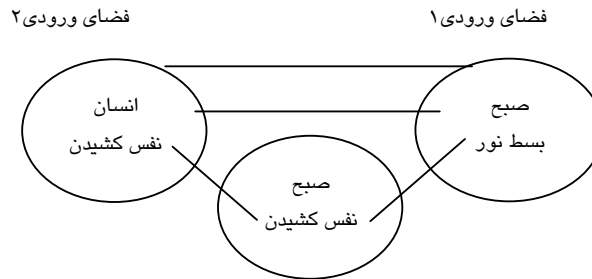 فضای ورودی۱
فضای ورودی۲
صبح
بسط نور
انسان
نفس کشیدن
صبح
نفس کشیدن